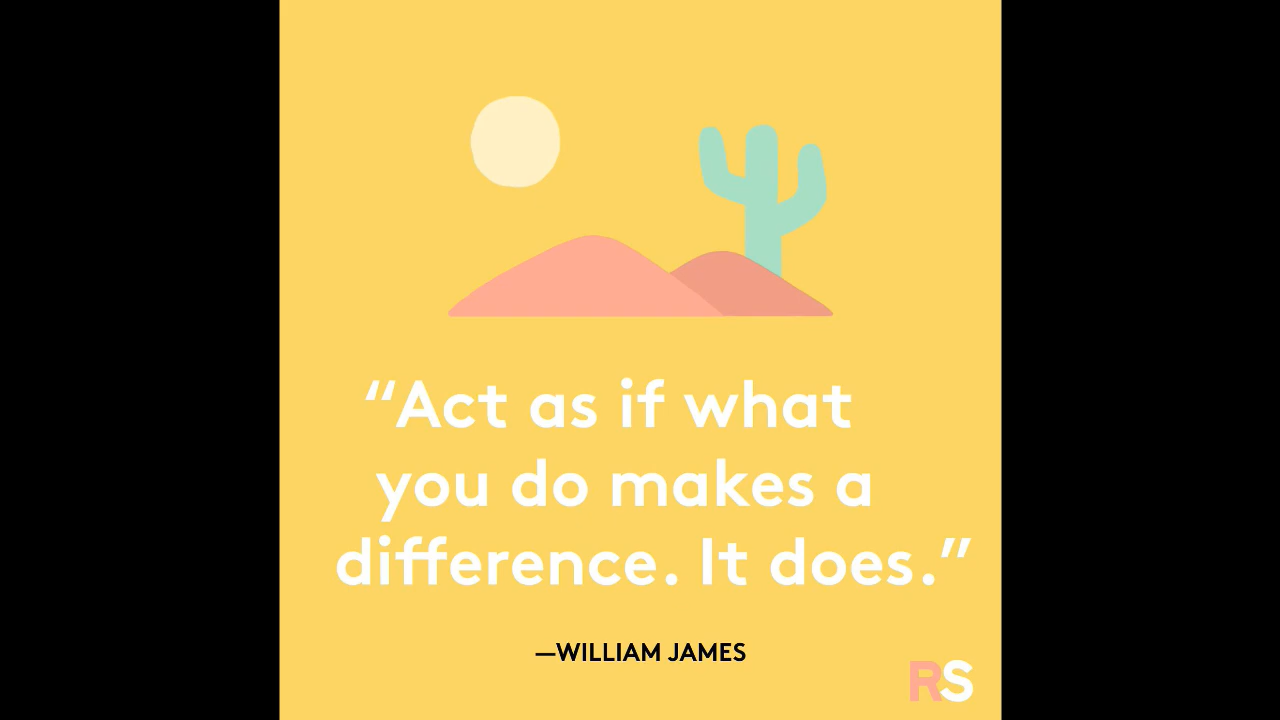 “Act as if what
you do makes a
difference. It does.”
—WILLIAM JAMES
RS